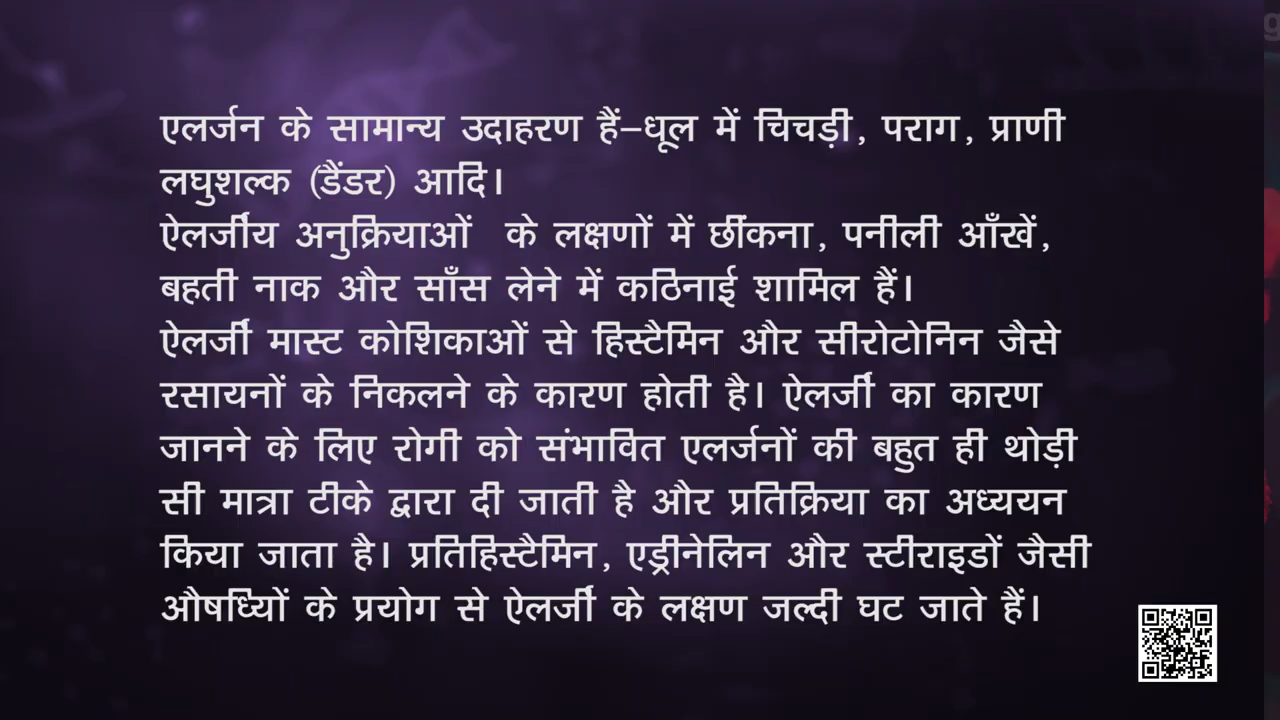 एलर्जन के सामान्य उदाहरण हैं–धूल में चिचड़ी, पराग, प्राणी
लघुशल्क (डैंडर) आदि।
ऐलर्जीय अनुक्रियाओं के लक्षणों में छींकना, पनीली आँखें,
बहती नाक और साँस लेने में कठिनाई शामिल हैं।
ऐलर्जी मास्ट कोशिकाओं से हिस्टैमिन और सीरोटोनिन जैसे
रसायनों के निकलने के कारण होती है। ऐलर्जी का कारण
जानने के लिए रोगी को संभावित एलर्जनों की बहुत ही थोड़ी
सी मात्रा टीके द्वारा दी जाती है और प्रतिक्रिया का अध्ययन
किया जाता है। प्रतिहिस्टैमिन, एड्रीनेलिन और स्टीराइडों जैसी
औषध्यिों के प्रयोग से ऐलर्जी के लक्षण जल्दी घट जाते हैं।